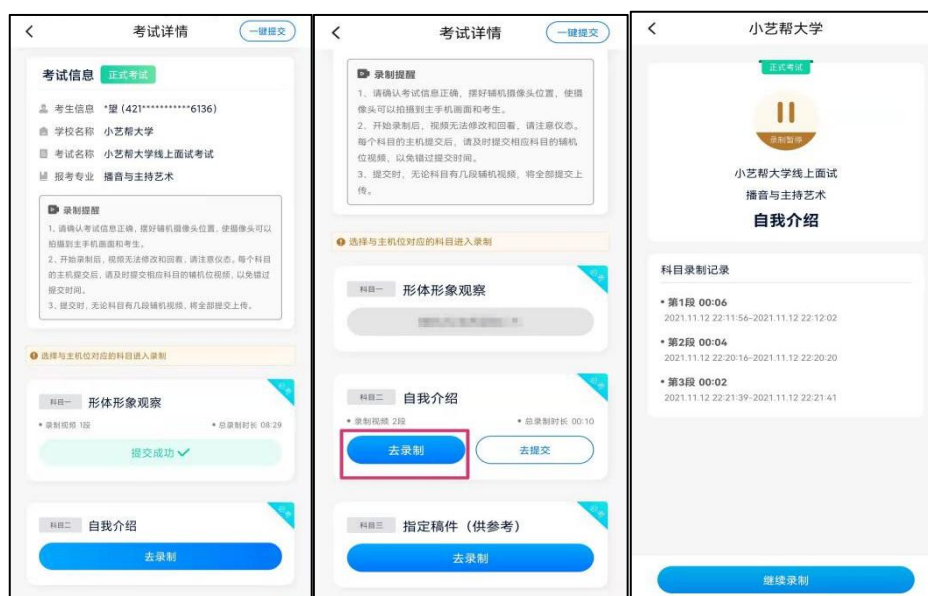 考试详情
一键提交
考试信息 正式考试
考生信息 *望 (421***********6136)
学校名称 小艺帮大学
考试名称 小艺帮大学线上面试考试
报考专业 播音与主持艺术
录制提醒
1、请确认考试信息正确，摆好辅机摄像头位置，使摄像头可以
拍摄到主手机画面和考生。
2、开始录制后，视频无法修改和回看，请注意仪态。每个科目
的主机提交后，请及时提交相应科目的辅机位视频，以免错过
提交时间。
3、提交时，无论科目有几段辅机视频，将全部提交上传。
选择与主机位对应的科目进入录制
必考
科目一 形体形象观察
• 录制视频 1段 • 总录制时长 08:29
提交成功
必考
科目二 自我介绍
去录制
考试详情
一键提交
录制提醒
1、请确认考试信息正确，摆好辅机摄像头位置，使摄
像头可以拍摄到主手机画面和考生。
2、开始录制后，视频无法修改和回看，请注意仪态。
每个科目的主机提交后，请及时提交相应科目的辅机
位视频，以免错过提交时间。
3、提交时，无论科目有几段辅机视频，将全部提交上
传。
选择与主机位对应的科目进入录制
必考
科目一 形体形象观察
必考
科目二 自我介绍
• 录制视频 2段 • 总录制时长 00:10
去录制
去提交
必考
科目三 指定稿件（供参考）
去录制
小艺帮大学
正式考试
录制暂停
小艺帮大学线上面试
播音与主持艺术
自我介绍
科目录制记录
• 第1段 00:06
2021.11.12 22:11:56-2021.11.12 22:12:02
• 第2段 00:04
2021.11.12 22:20:16-2021.11.12 22:20:20
• 第3段 00:02
2021.11.12 22:21:39-2021.11.12 22:21:41
继续录制